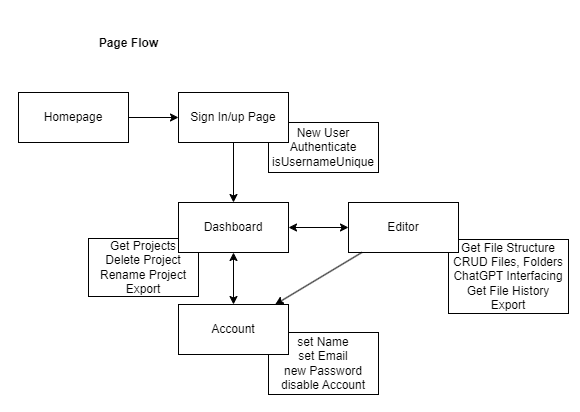 Page Flow
Homepage
Sign In/up Page
New User
Authenticate
isUsernameUnique
Dashboard
Editor
Get Projects
Delete Project
Rename Project
Export
Get File Structure
CRUD Files, Folders
ChatGPT Interfacing
Get File History
Export
Account
set Name
set Email
new Password
disable Account